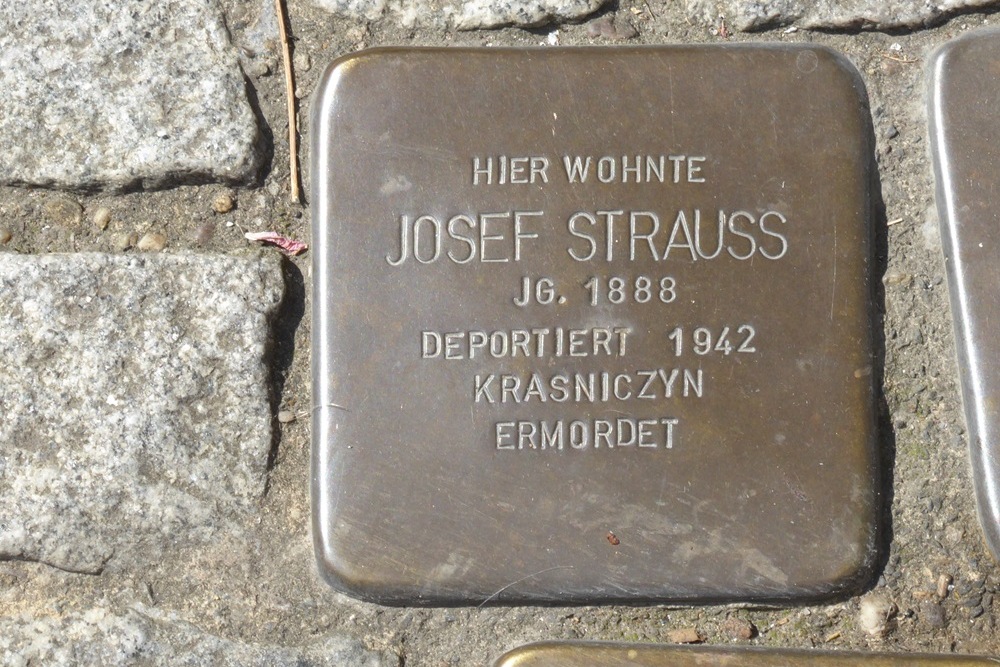 HIER WOHNTE
JOSEF STRAUSS
JG. 1888
DEPORTIERT 1942
KRASNICZYN
ERMORDET